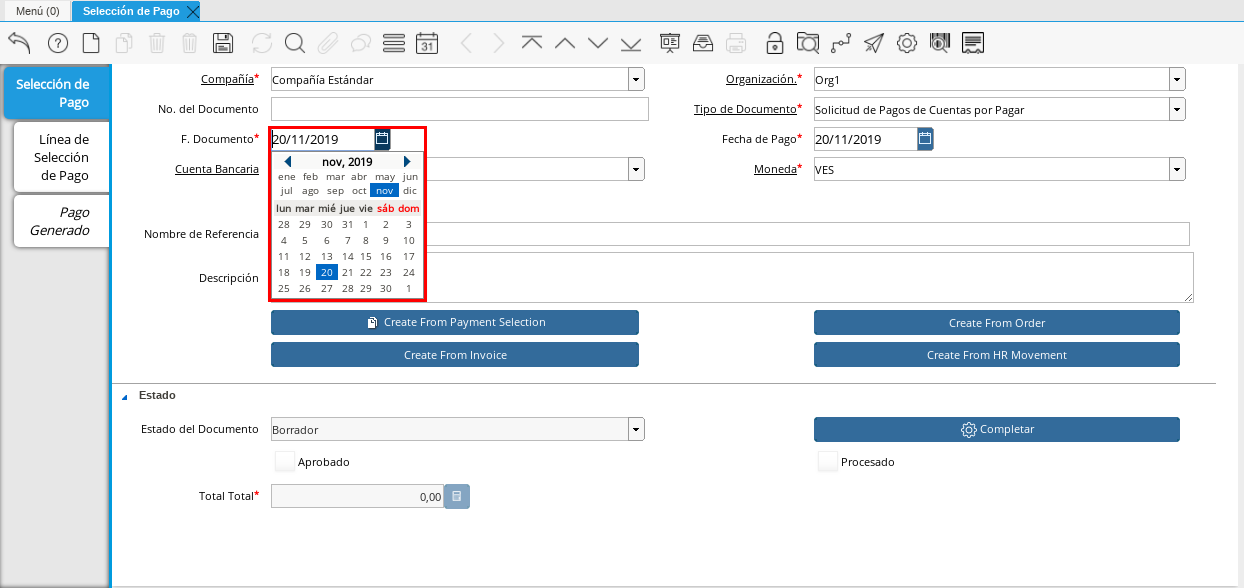 Menú (0)
Selección de Pago
31
Selección de
Pago
Línea de
Selección
de Pago
Pago
Generado
Compañía* Compañía Estándar
Organización.* Org1
No. del Documento
Tipo de Documento* Solicitud de Pagos de Cuentas por Pagar
F. Documento* 20/11/2019
Fecha de Pago* 20/11/2019
Cuenta Bancaria
Moneda* VES
nov, 2019
ene feb mar abr may jun
jul ago sep oct nov dic
lun mar mié jue vie sáb dom
28 29 30 31 1 2 3
4 5 6 7 8 9 10
11 12 13 14 15 16 17
18 19 20 21 22 23 24
25 26 27 28 29 30 1
Nombre de Referencia
Descripción
Create From Payment Selection
Create From Order
Create From Invoice
Create From HR Movement
Estado
Estado del Documento Borrador
Completar
Aprobado
Procesado
Total Total* 0,00